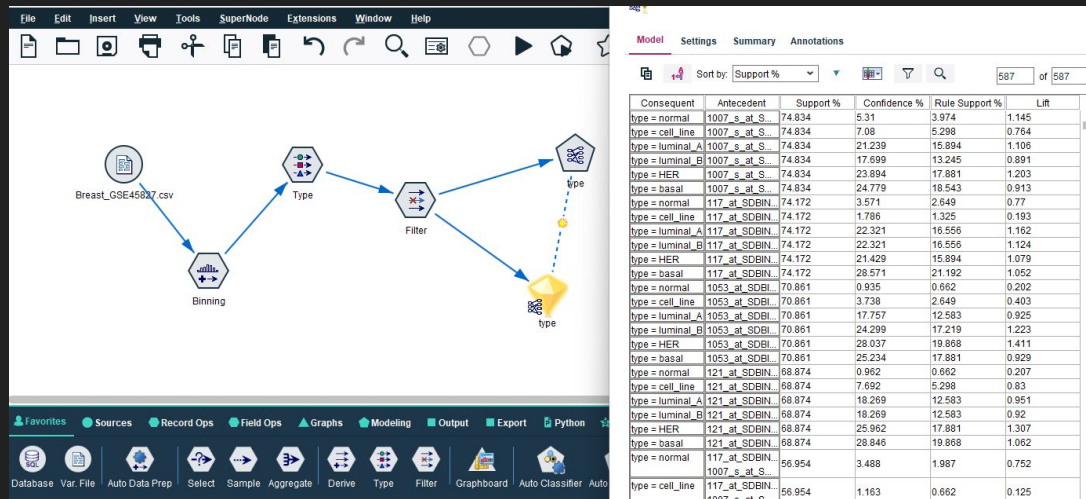 File Edit Insert View Tools SuperNode Extensions Window Help
Breast_GSE45827.csv
Binning
Type
Filter
type
type
Favorites Sources Record Ops Field Ops Graphs Modeling Output Export Python
Database Var. File Auto Data Prep Select Sample Aggregate Derive Type Filter Graphboard Auto Classifier Auto
Model Settings Summary Annotations
Sort by: Support % 587 of 587
Consequent Antecedent Support % Confidence % Rule Support % Lift
type = normal 1007_s_at_S... 74.834 5.31 3.974 1.145
type = cell_line 1007_s_at_S... 74.834 7.08 5.298 0.764
type = luminal_A 1007_s_at_S... 74.834 21.239 15.894 1.106
type = luminal_B 1007_s_at_S... 74.834 17.699 13.245 0.891
type = HER 1007_s_at_S... 74.834 23.894 17.881 1.203
type = basal 1007_s_at_S... 74.834 24.779 18.543 0.913
type = normal 117_at_SDBIN... 74.172 3.571 2.649 0.77
type = cell_line 117_at_SDBIN... 74.172 1.786 1.325 0.193
type = luminal_A 117_at_SDBIN... 74.172 22.321 16.556 1.162
type = luminal_B 117_at_SDBIN... 74.172 22.321 16.556 1.124
type = HER 117_at_SDBIN... 74.172 21.429 15.894 1.079
type = basal 117_at_SDBIN... 74.172 28.571 21.192 1.052
type = normal 1053_at_SDBI... 70.861 0.935 0.662 0.202
type = cell_line 1053_at_SDBI... 70.861 3.738 2.649 0.403
type = luminal_A 1053_at_SDBI... 70.861 17.757 12.583 0.925
type = luminal_B 1053_at_SDBI... 70.861 24.299 17.219 1.223
type = HER 1053_at_SDBI... 70.861 28.037 19.868 1.411
type = basal 1053_at_SDBI... 70.861 25.234 17.881 0.929
type = normal 121_at_SDBIN... 68.874 0.962 0.662 0.207
type = cell_line 121_at_SDBIN... 68.874 7.692 5.298 0.83
type = luminal_A 121_at_SDBIN... 68.874 18.269 12.583 0.951
type = luminal_B 121_at_SDBIN... 68.874 18.269 12.583 0.92
type = HER 121_at_SDBIN... 68.874 25.962 17.881 1.307
type = basal 121_at_SDBIN... 68.874 28.846 19.868 1.062
type = normal 117_at_SDBIN... 56.954 3.488 1.987 0.752
1007_s_at_S...
type = cell_line 117_at_SDBIN... 56.954 1.163 0.662 0.125